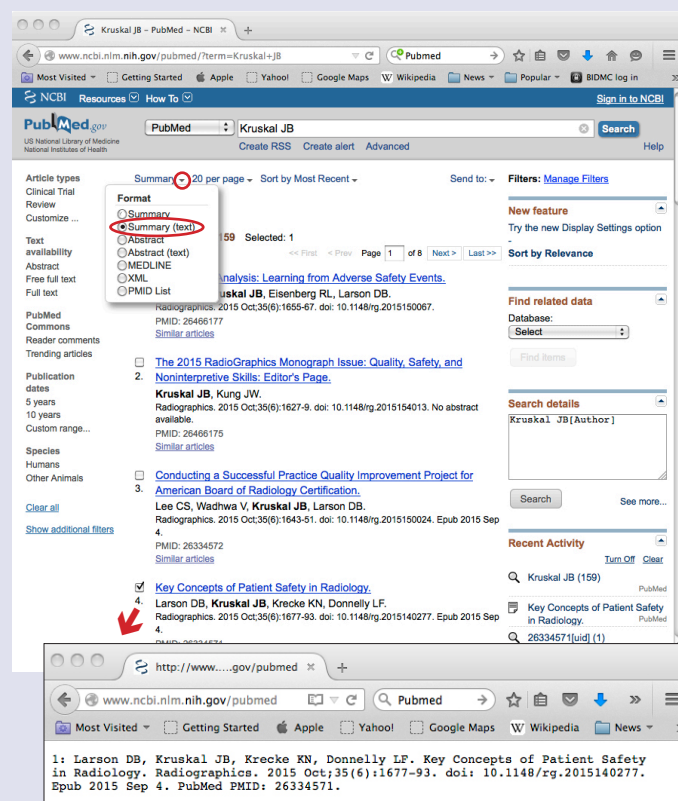 Kruskal JB – PubMed – NCBI × +
www.ncbi.nlm.nih.gov/pubmed/?term=Kruskal+JB Pubmed
Most Visited Getting Started Apple Yahoo! Google Maps W Wikipedia News Popular BIDMC log in
NCBI Resources How To Sign in to NCBI
PubMed.gov
US National Library of Medicine
National Institutes of Health
PubMed Kruskal JB Search
Create RSS Create alert Advanced Help
Article types
Clinical Trial
Review
Customize ...
Text
availability
Abstract
Free full text
Full text
PubMed
Commons
Reader comments
Trending articles
Publication
dates
5 years
10 years
Custom range...
Species
Humans
Other Animals
Clear all
Show additional filters
Summary 20 per page Sort by Most Recent Send to:
Format
Summary
Summary (text)
Abstract
Abstract (text)
MEDLINE
XML
PMID List
159 Selected: 1
<< First < Prev Page 1 of 8 Next > Last >>
Analysis: Learning from Adverse Safety Events.
Kruskal JB, Eisenberg RL, Larson DB.
Radiographics. 2015 Oct;35(6):1655-67. doi: 10.1148/rg.2015150067.
PMID: 26466177
Similar articles
2. The 2015 RadioGraphics Monograph Issue: Quality, Safety, and
Noninterpretive Skills: Editor's Page.
Kruskal JB, Kung JW.
Radiographics. 2015 Oct;35(6):1627-9. doi: 10.1148/rg.2015154013. No abstract
available.
PMID: 26466175
Similar articles
3. Conducting a Successful Practice Quality Improvement Project for
American Board of Radiology Certification.
Lee CS, Wadhwa V, Kruskal JB, Larson DB.
Radiographics. 2015 Oct;35(6):1643-51. doi: 10.1148/rg.2015150024. Epub 2015 Sep
4.
PMID: 26334572
Similar articles
4. Key Concepts of Patient Safety in Radiology.
Larson DB, Kruskal JB, Krecke KN, Donnelly LF.
Radiographics. 2015 Oct;35(6):1677-93. doi: 10.1148/rg.2015140277. Epub 2015 Sep
4.
PMID: 26334571
Filters: Manage Filters
New feature
Try the new Display Settings option
-
Sort by Relevance
Find related data
Database:
Select
Find items
Search details
Kruskal JB[Author]
Search See more...
Recent Activity
Turn Off Clear
Kruskal JB (159)
PubMed
Key Concepts of Patient Safety
in Radiology. PubMed
26334571[uid] (1)
http://www.....gov/pubmed × +
www.ncbi.nlm.nih.gov/pubmed Pubmed
Most Visited Getting Started Apple Yahoo! Google Maps W Wikipedia News
1: Larson DB, Kruskal JB, Krecke KN, Donnelly LF. Key Concepts of Patient Safety
in Radiology. Radiographics. 2015 Oct;35(6):1677-93. doi: 10.1148/rg.2015140277.
Epub 2015 Sep 4. PubMed PMID: 26334571.